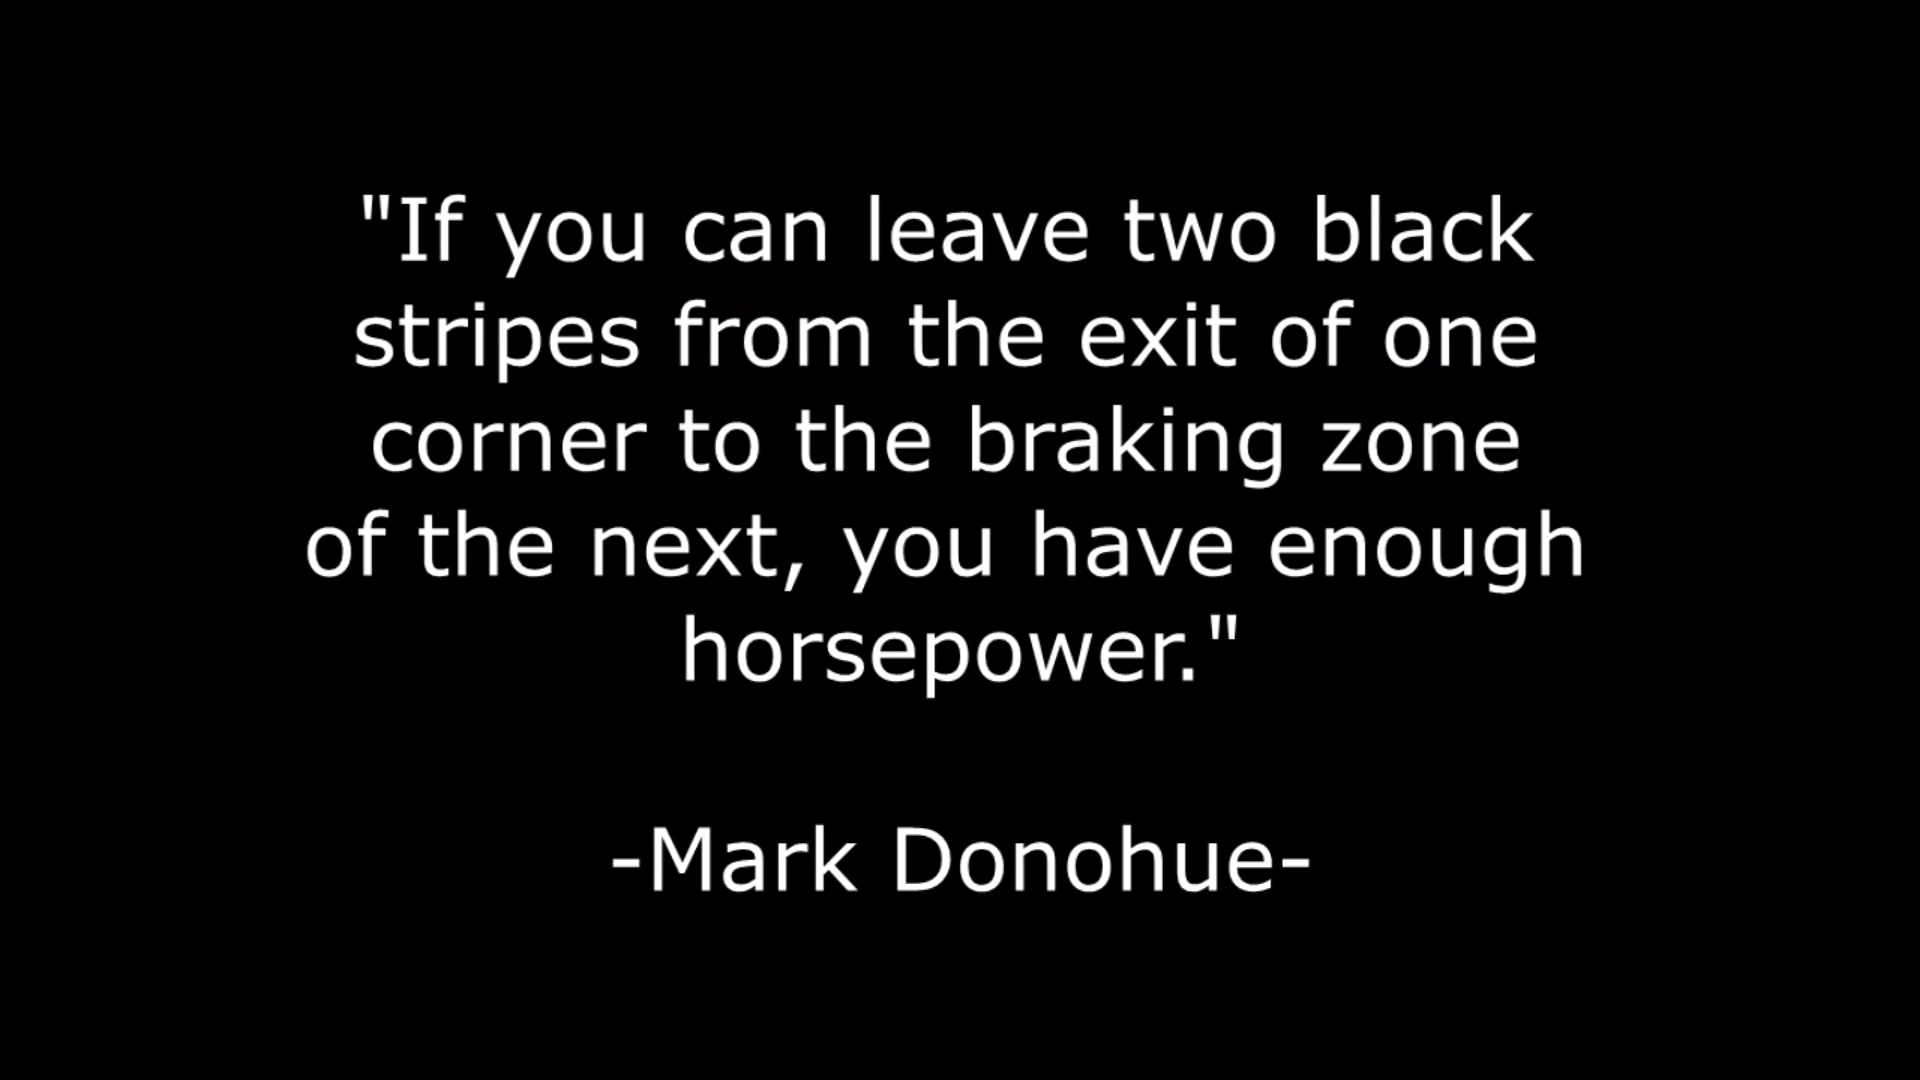 "If you can leave two black
stripes from the exit of one
corner to the braking zone
of the next, you have enough
horsepower."
-Mark Donohue-